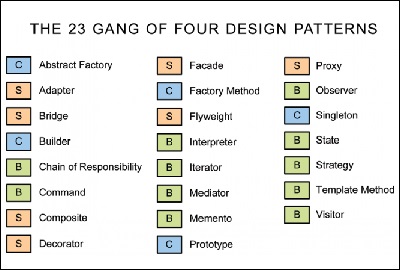 THE 23 GANG OF FOUR DESIGN PATTERNS
C Abstract Factory
S Adapter
S Bridge
C Builder
B Chain of Responsibility
B Command
S Composite
S Decorator
S Facade
C Factory Method
S Flyweight
B Interpreter
B Iterator
B Mediator
B Memento
C Prototype
S Proxy
B Observer
C Singleton
B State
B Strategy
B Template Method
B Visitor